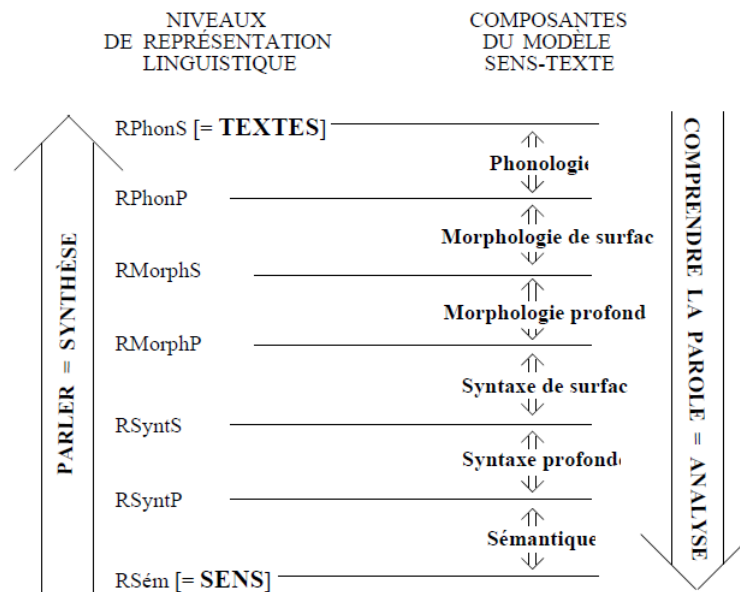 NIVEAUX
DE REPRÉSENTATION
LINGUISTIQUE
COMPOSANTES
DU MODÈLE
SENS-TEXTE
RPhonS [= TEXTES]
Phonologie
RPhonP
Morphologie de surfac
RMorphS
Morphologie profond
RMorphP
Syntaxe de surfac
RSyntS
Syntaxe profonde
RSyntP
Sémantique
RSém [= SENS]
PARLER = SYNTHÈSE
COMPRENDRE LA PAROLE = ANALYSE